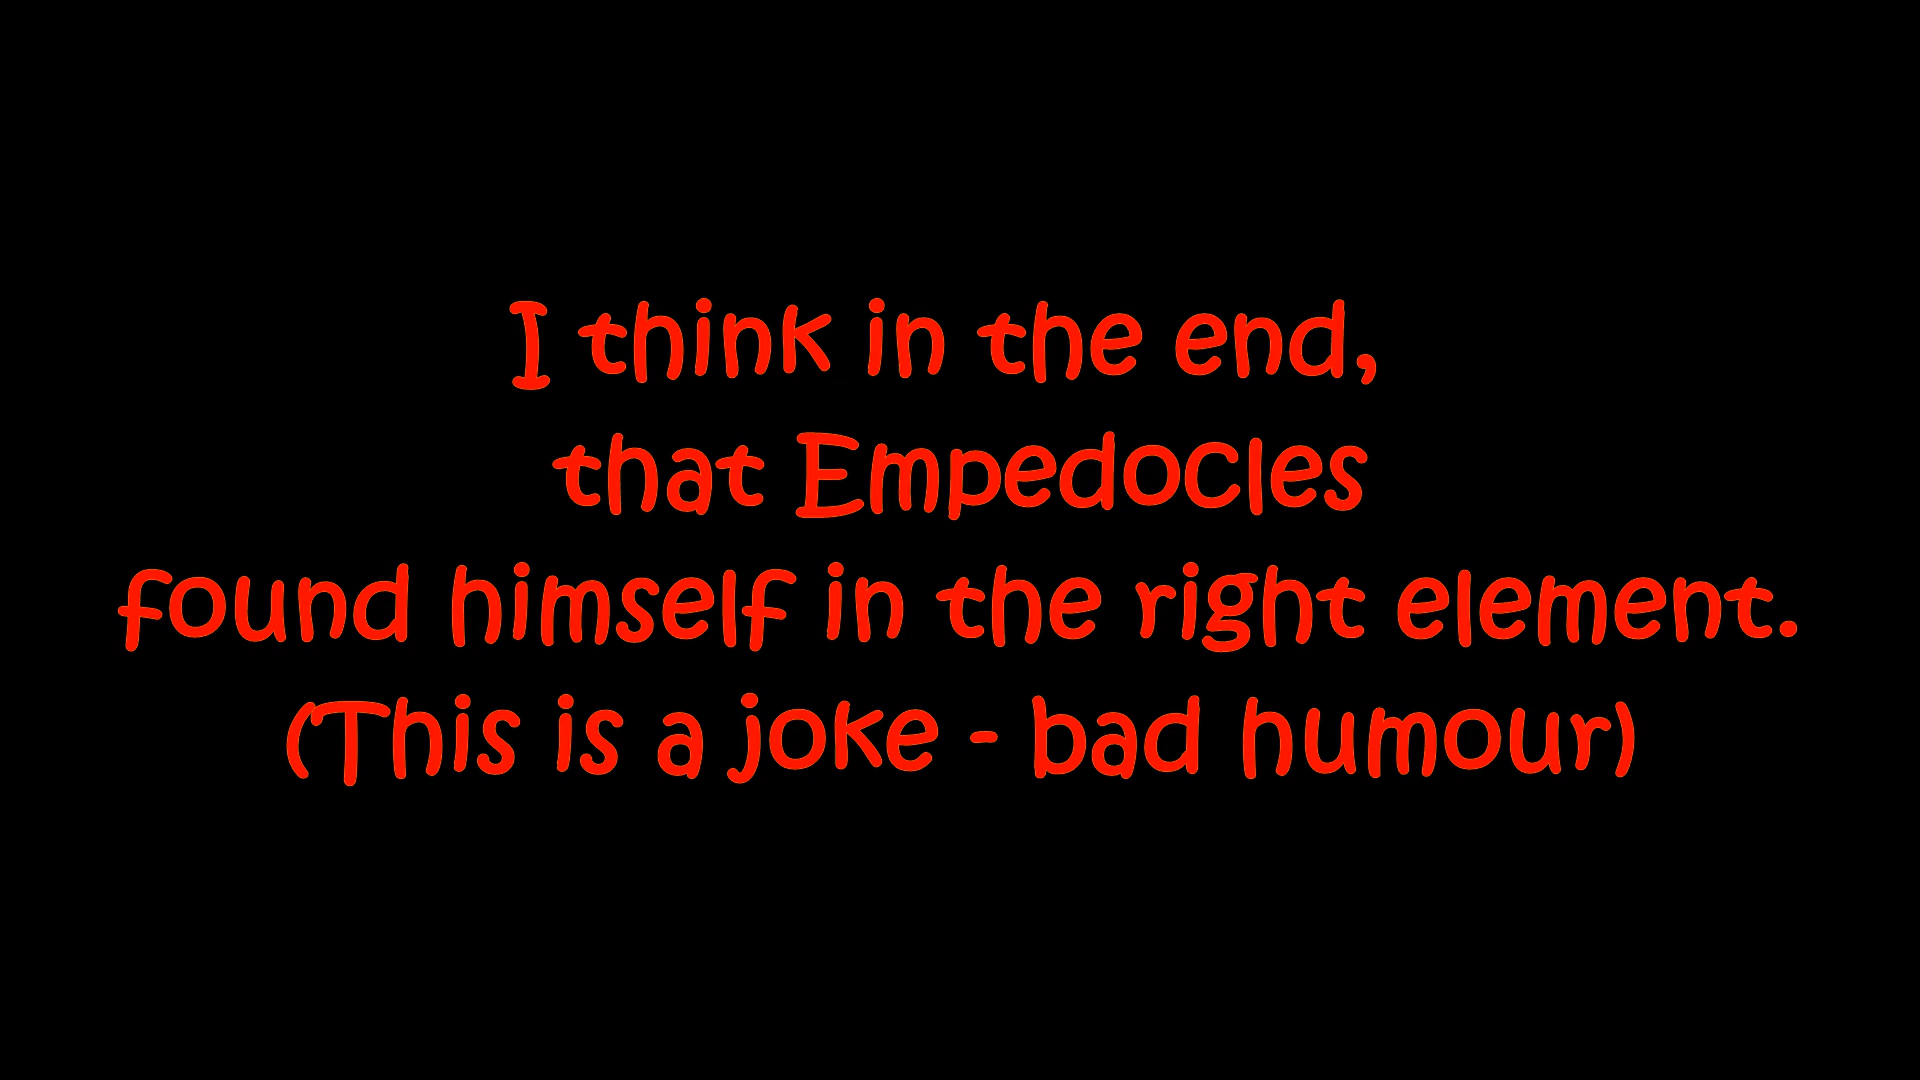 I think in the end,
that Empedocles
found himself in the right element.
(This is a joke - bad humour)